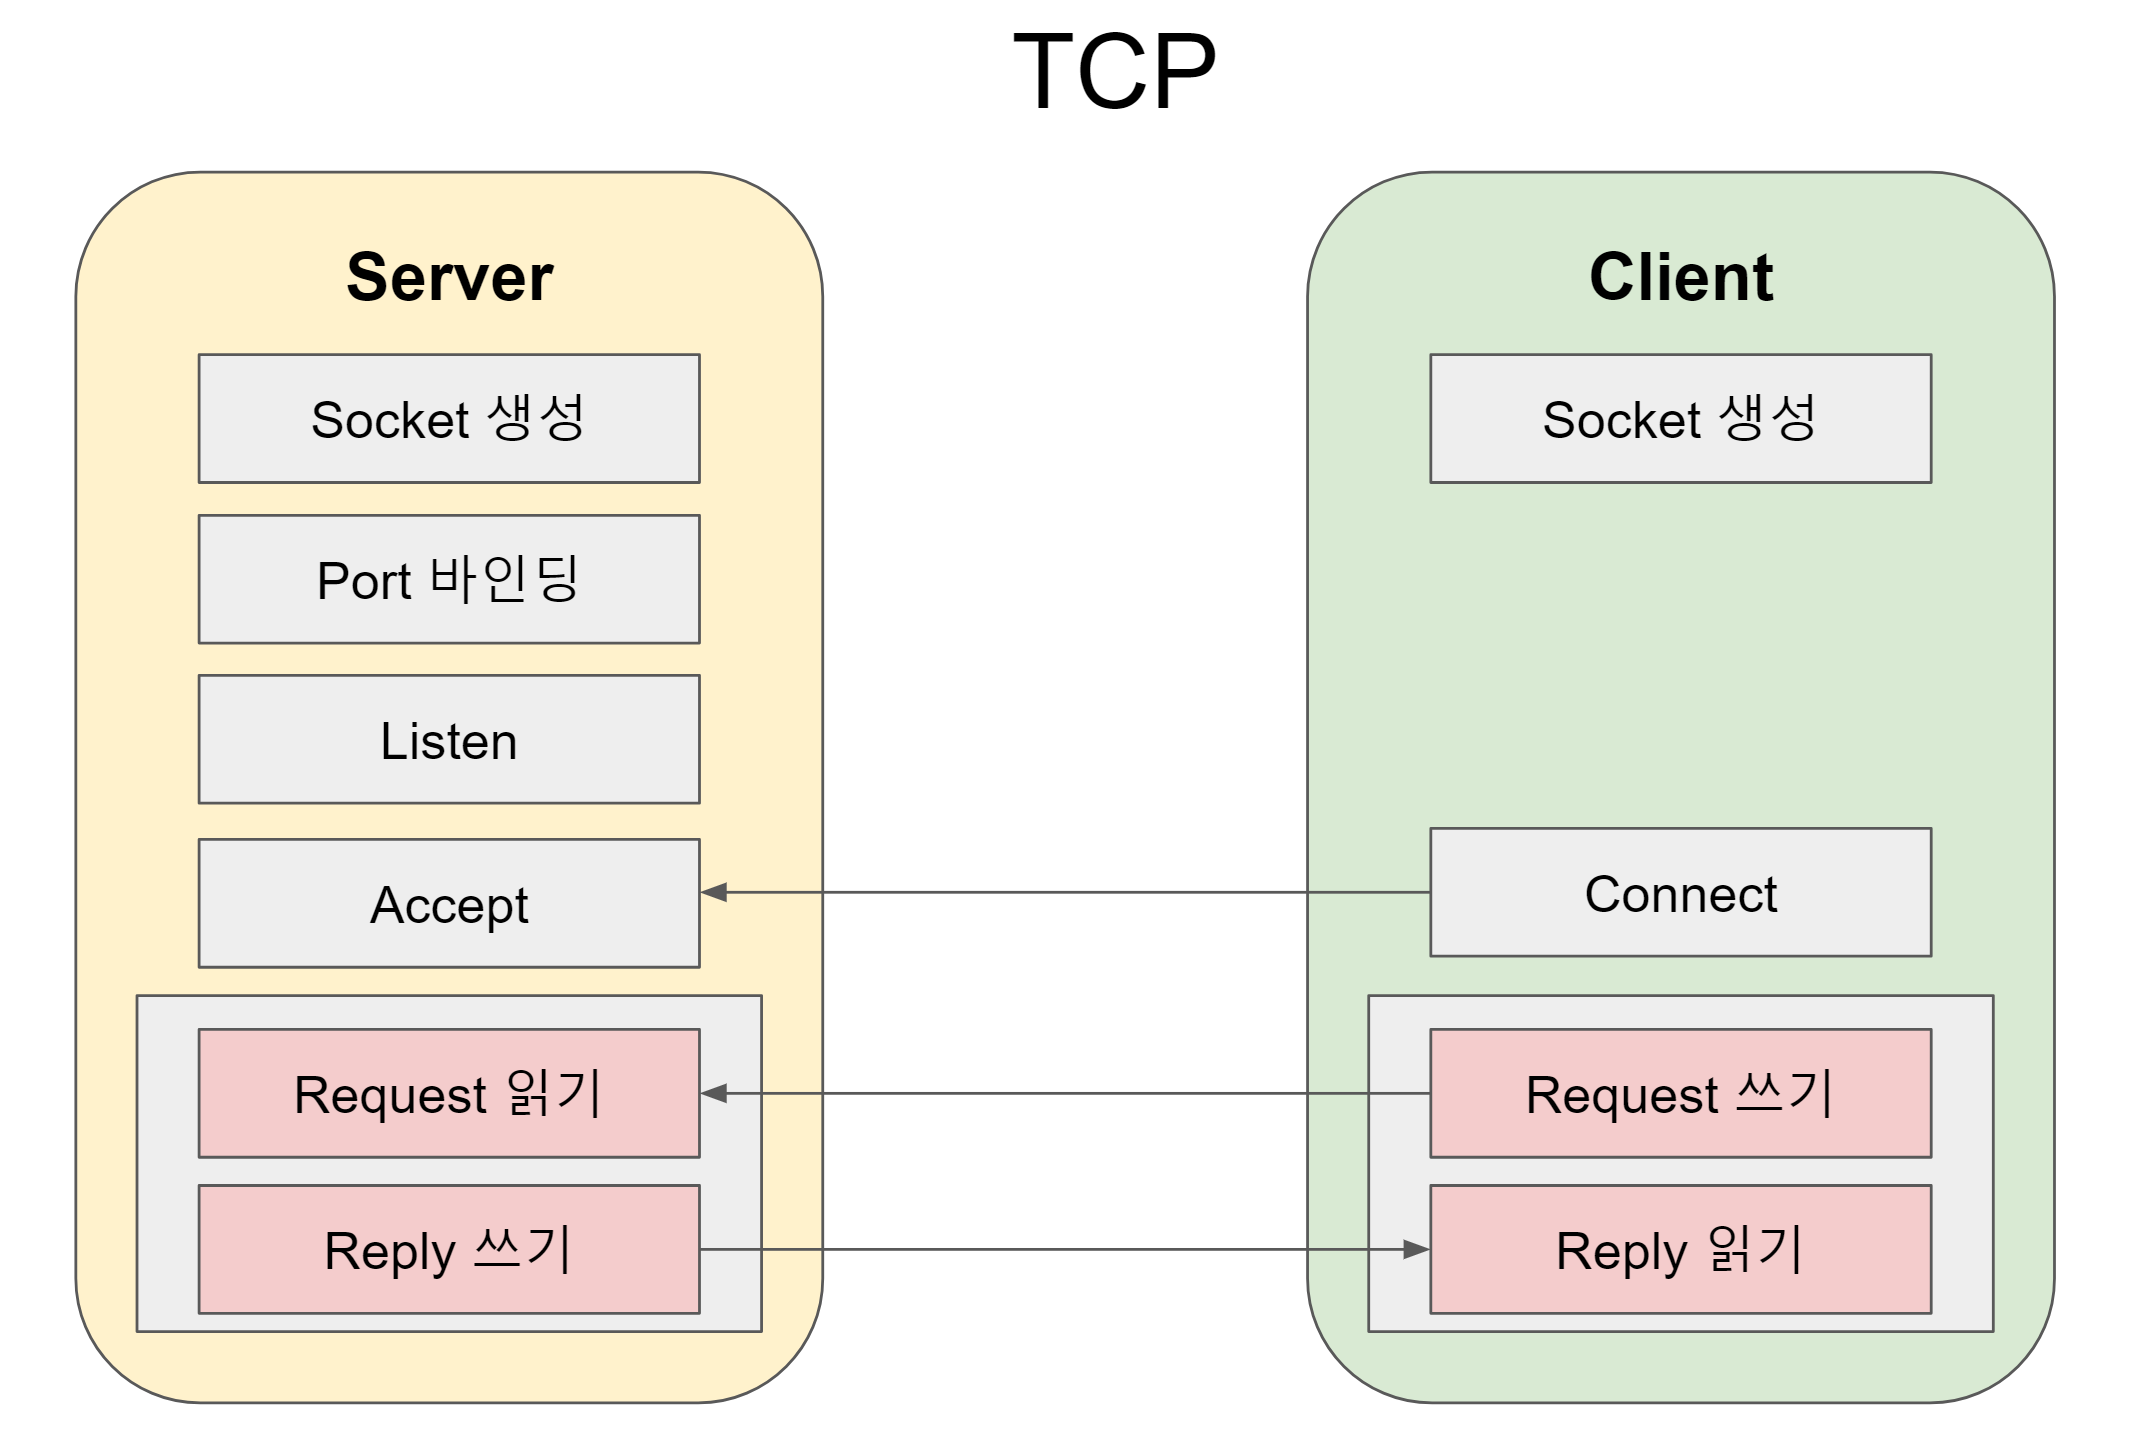 TCP
Server
Socket 생성
Port 바인딩
Listen
Accept
Request 읽기
Reply 쓰기
Client
Socket 생성
Connect
Request 쓰기
Reply 읽기